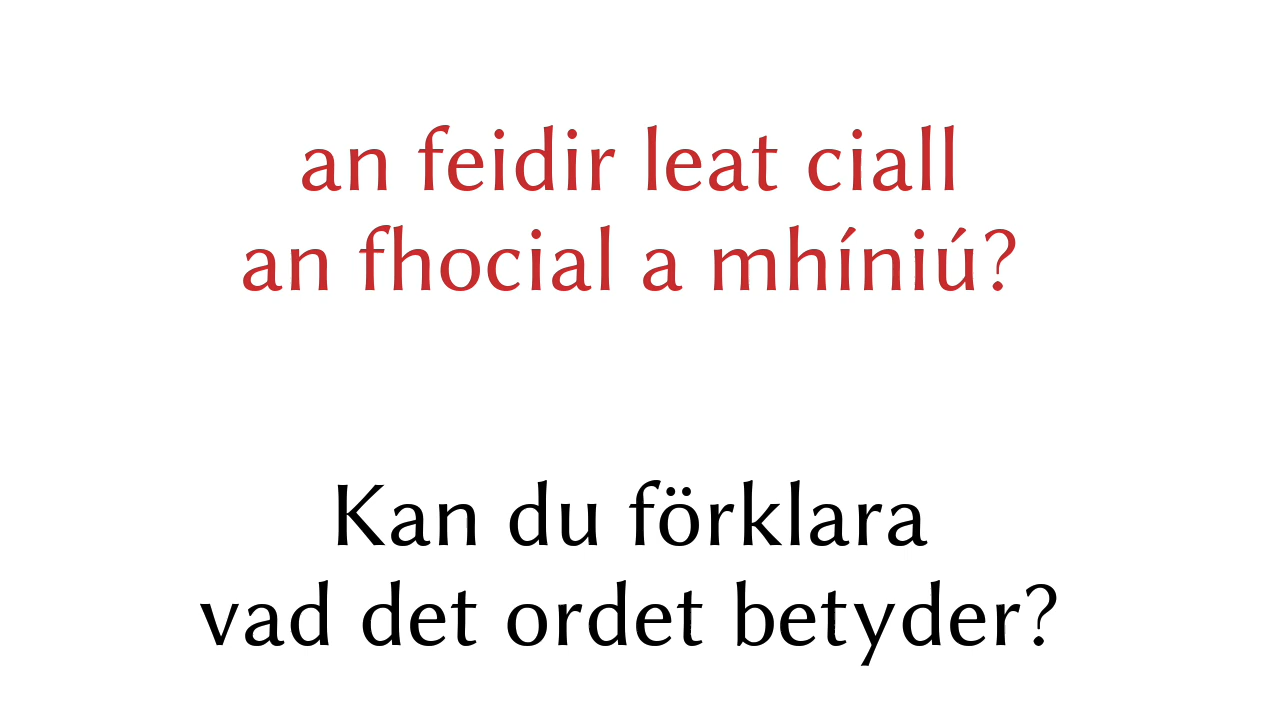 an feidir leat ciall
an fhocial a mhíniú?
Kan du förklara
vad det ordet betyder?